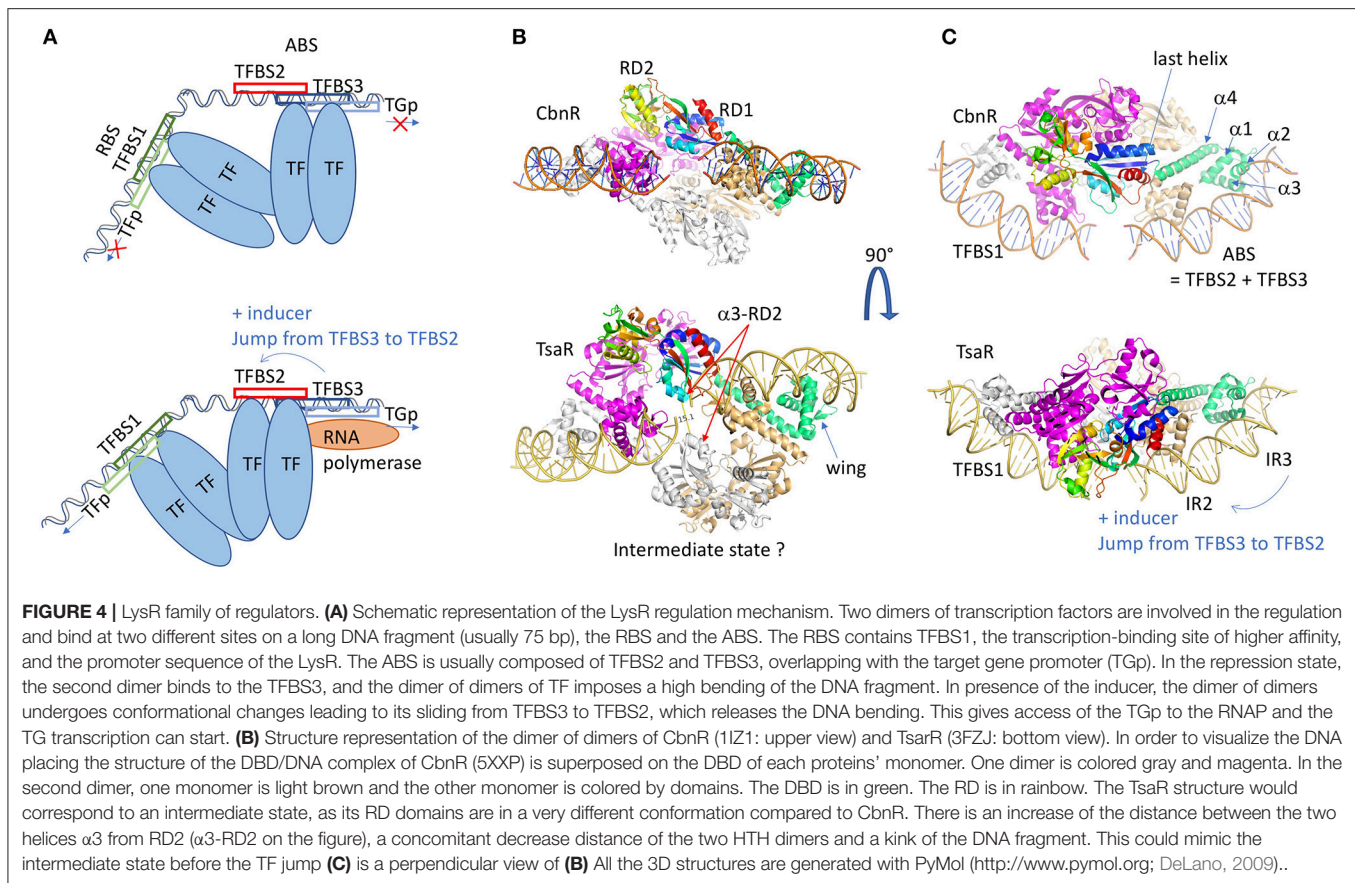 A
ABS
TFBS2
TFBS3
TGp
RBS
TFBS1
TFp
TF
TF
TF
TF
+ inducer
Jump from TFBS3 to TFBS2
TFBS2
TFBS3
TGp
TFBS1
TFp
TF
TF
TF
TF
RNA
polymerase
B
RD2
RD1
CbnR
90°
α3-RD2
TsaR
15.1
wing
Intermediate state ?
C
last helix
CbnR
α4
α1
α2
α3
TFBS1
ABS
= TFBS2 + TFBS3
TsaR
TFBS1
IR3
IR2
+ inducer
Jump from TFBS3 to TFBS2
FIGURE 4 | LysR family of regulators. (A) Schematic representation of the LysR regulation mechanism. Two dimers of transcription factors are involved in the regulation
and bind at two different sites on a long DNA fragment (usually 75 bp), the RBS and the ABS. The RBS contains TFBS1, the transcription-binding site of higher affinity,
and the promoter sequence of the LysR. The ABS is usually composed of TFBS2 and TFBS3, overlapping with the target gene promoter (TGp). In the repression state,
the second dimer binds to the TFBS3, and the dimer of dimers of TF imposes a high bending of the DNA fragment. In presence of the inducer, the dimer of dimers
undergoes conformational changes leading to its sliding from TFBS3 to TFBS2, which releases the DNA bending. This gives access of the TGp to the RNAP and the
TG transcription can start. (B) Structure representation of the dimer of dimers of CbnR (1IZ1: upper view) and TsarR (3FZJ: bottom view). In order to visualize the DNA
placing the structure of the DBD/DNA complex of CbnR (5XXP) is superposed on the DBD of each proteins' monomer. One dimer is colored gray and magenta. In the
second dimer, one monomer is light brown and the other monomer is colored by domains. The DBD is in green. The RD is in rainbow. The TsaR structure would
correspond to an intermediate state, as its RD domains are in a very different conformation compared to CbnR. There is an increase of the distance between the two
helices α3 from RD2 (α3-RD2 on the figure), a concomitant decrease distance of the two HTH dimers and a kink of the DNA fragment. This could mimic the
intermediate state before the TF jump (C) is a perpendicular view of (B) All the 3D structures are generated with PyMol (http://www.pymol.org; DeLano, 2009)..